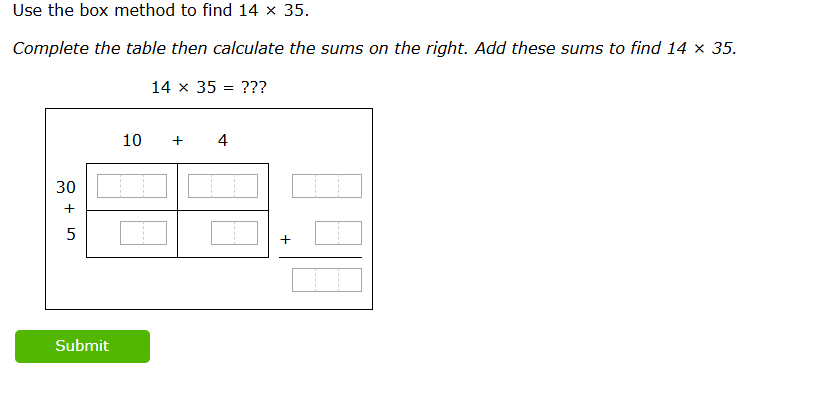 Use the box method to find 14 × 35.
Complete the table then calculate the sums on the right. Add these sums to find 14 × 35.
14 × 35 = ???
10 + 4
30
+
5
+
Submit